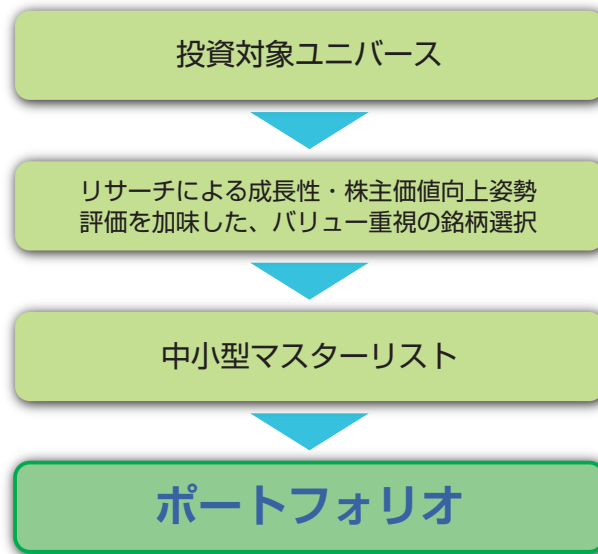 投資対象ユニバース
リサーチによる成長性・株主価値向上姿勢
評価を加味した、バリュー重視の銘柄選択
中小型マスターリスト
ポートフォリオ